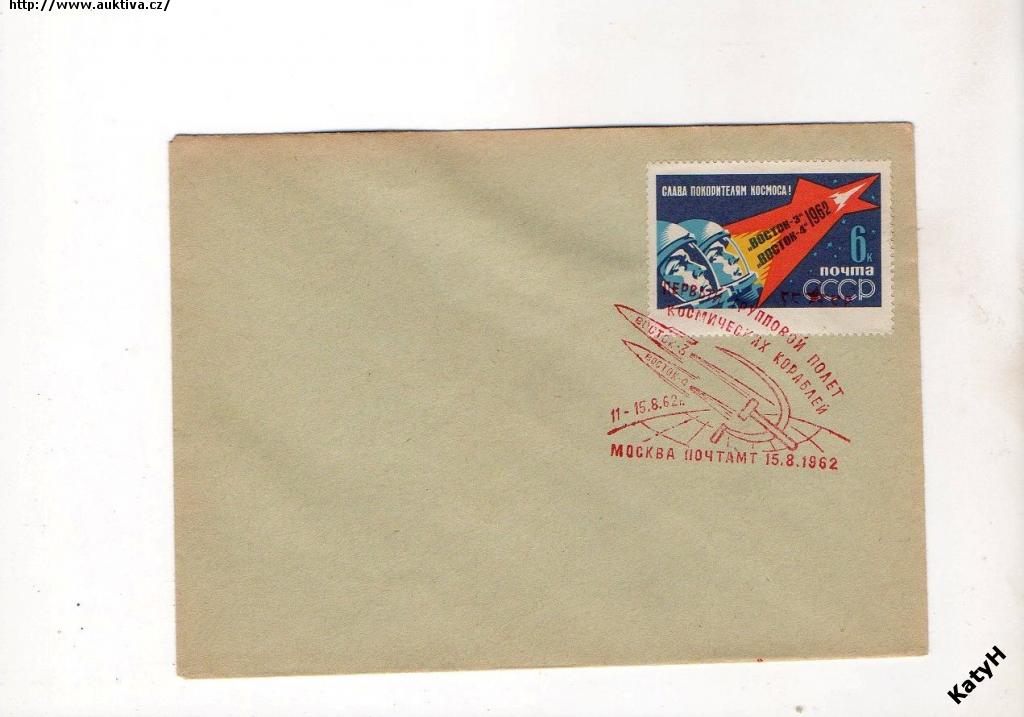 http://www.auktiva.cz/
СЛАВА ПОКОРИТЕЛЯМ КОСМОСА!
„ВОСТОК-3“
„ВОСТОК-4“ 1962
6к
почта
СССР
ПЕРВЫЙ ГРУППОВОЙ ПОЛЕТ
КОСМИЧЕСКИХ КОРАБЛЕЙ
ВОСТОК-3
ВОСТОК-4
11-15.8.62г.
МОСКВА ПОЧТАМТ 15.8.1962
KatyH